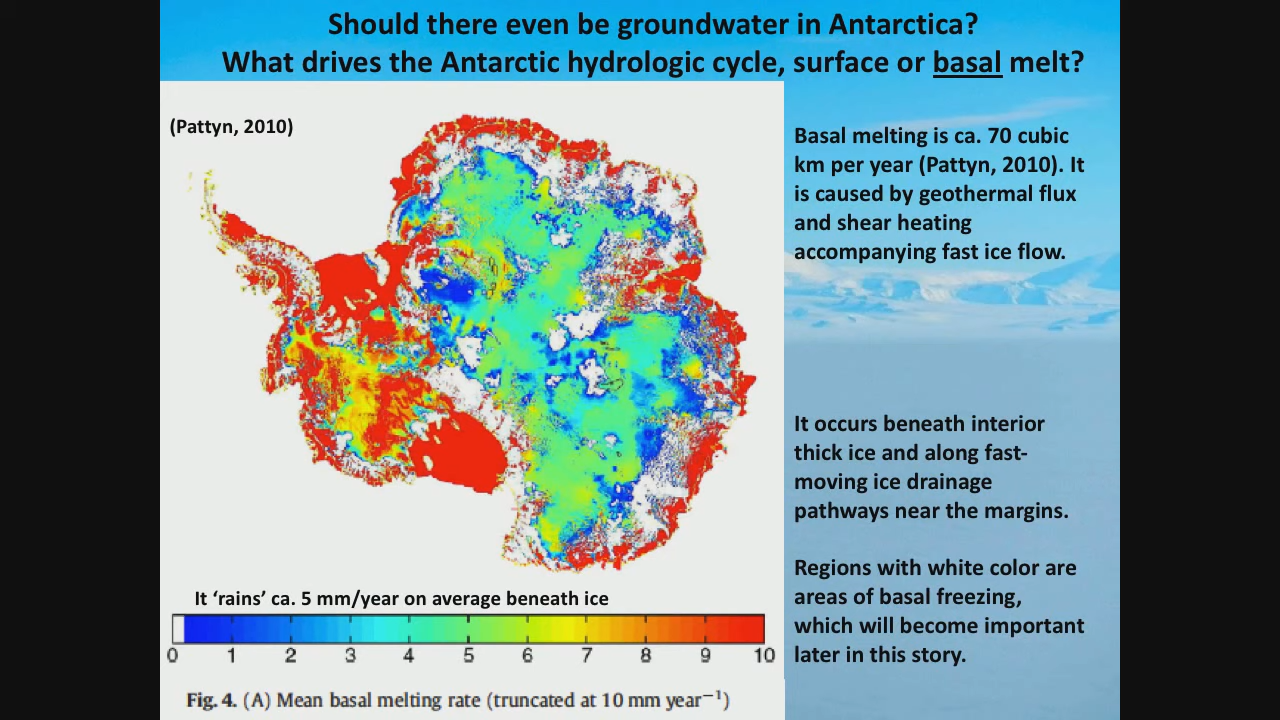 Should there even be groundwater in Antarctica?
What drives the Antarctic hydrologic cycle, surface or basal melt?
(Pattyn, 2010)
Basal melting is ca. 70 cubic
km per year (Pattyn, 2010). It
is caused by geothermal flux
and shear heating
accompanying fast ice flow.
It occurs beneath interior
thick ice and along fast-
moving ice drainage
pathways near the margins.
Regions with white color are
areas of basal freezing,
which will become important
later in this story.
It ‘rains’ ca. 5 mm/year on average beneath ice
0 1 2 3 4 5 6 7 8 9 10
Fig. 4. (A) Mean basal melting rate (truncated at 10 mm year⁻¹)